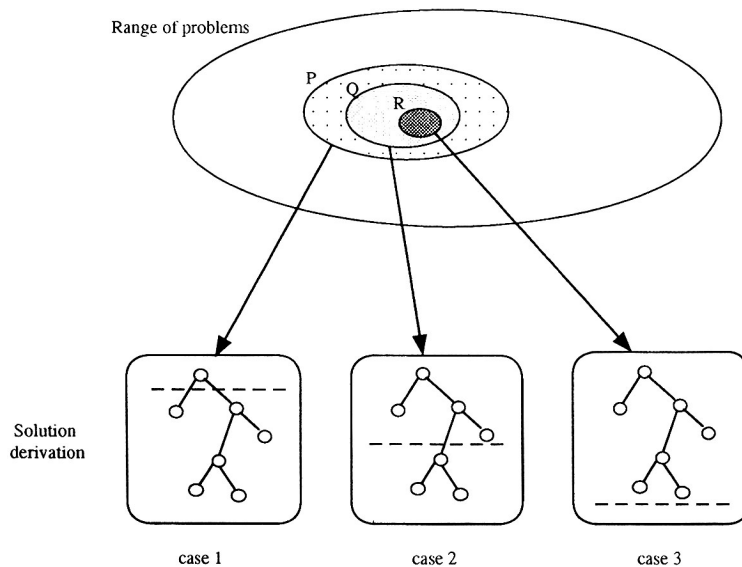 Range of problems
P
Q
R
Solution
derivation
case 1
case 2
case 3